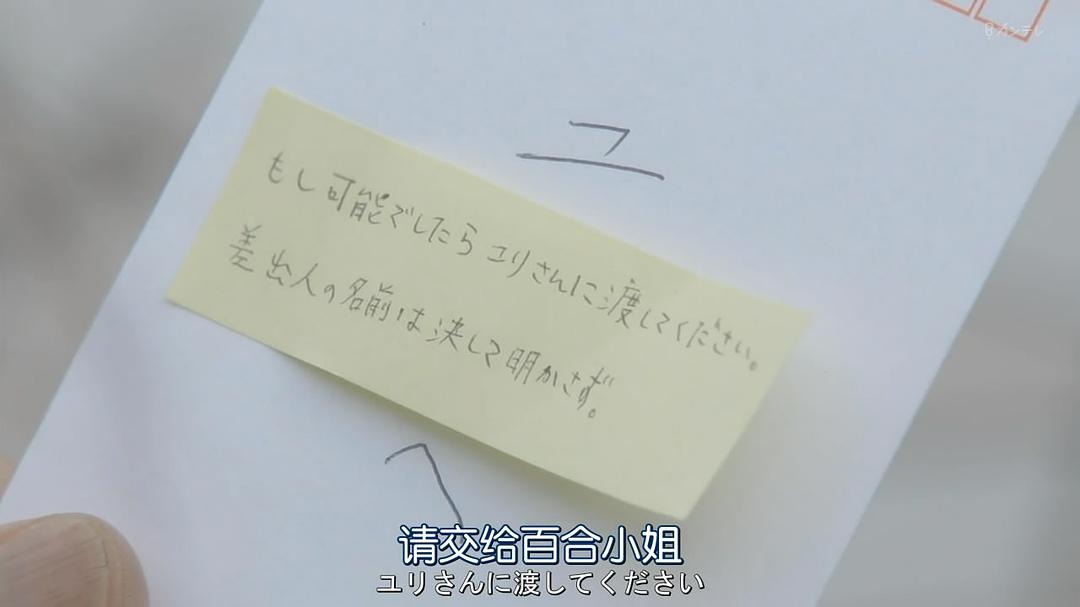 カンテレ
ユ
もし可能でしたらユリさんに渡してください。
差出人の名前は決して明かさず。
へ
请交给百合小姐
ユリさんに渡してください